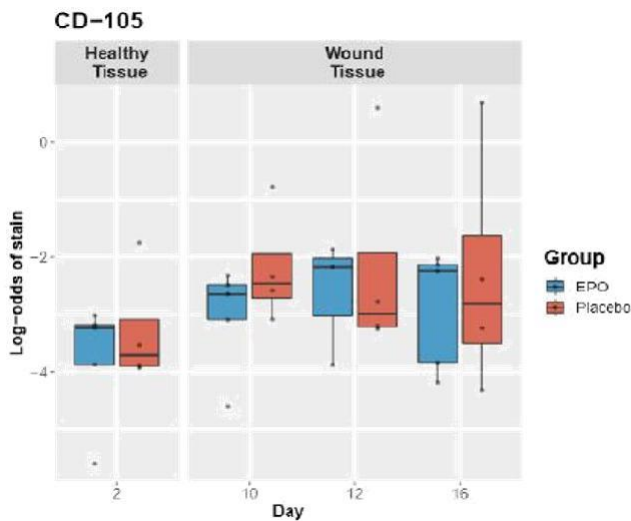 CD-105
Healthy
Tissue
Wound
Tissue
0
-2
-4
Log-odds of stain
2
10
12
16
Day
Group
EPO
Placebo